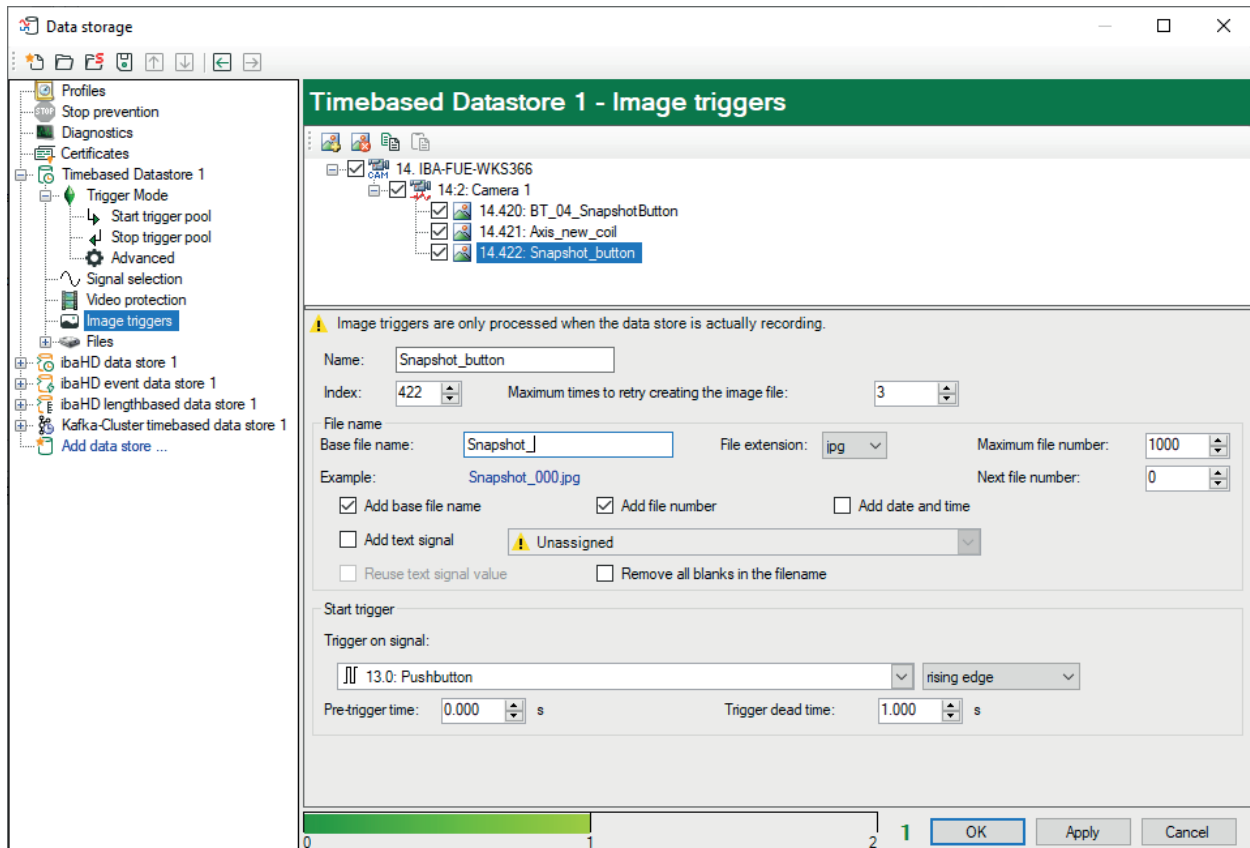 Data storage
Profiles
STOP Stop prevention
Diagnostics
Certificates
Timebased Datastore 1
Trigger Mode
Start trigger pool
Stop trigger pool
Advanced
Signal selection
Video protection
Image triggers
Files
ibaHD data store 1
ibaHD event data store 1
ibaHD lengthbased data store 1
Kafka-Cluster timebased data store 1
Add data store ...
Timebased Datastore 1 - Image triggers
CAM 14. IBA-FUE-WKS366
14:2: Camera 1
14.420: BT_04_SnapshotButton
14.421: Axis_new_coil
14.422: Snapshot_button
Image triggers are only processed when the data store is actually recording.
Name: Snapshot_button
Index: 422 Maximum times to retry creating the image file: 3
File name
Base file name: Snapshot_ File extension: jpg Maximum file number: 1000
Example: Snapshot_000.jpg Next file number: 0
Add base file name Add file number Add date and time
Add text signal Unassigned
Reuse text signal value Remove all blanks in the filename
Start trigger
Trigger on signal:
13.0: Pushbutton rising edge
Pre-trigger time: 0.000 s Trigger dead time: 1.000 s
0 1 2 1 OK Apply Cancel